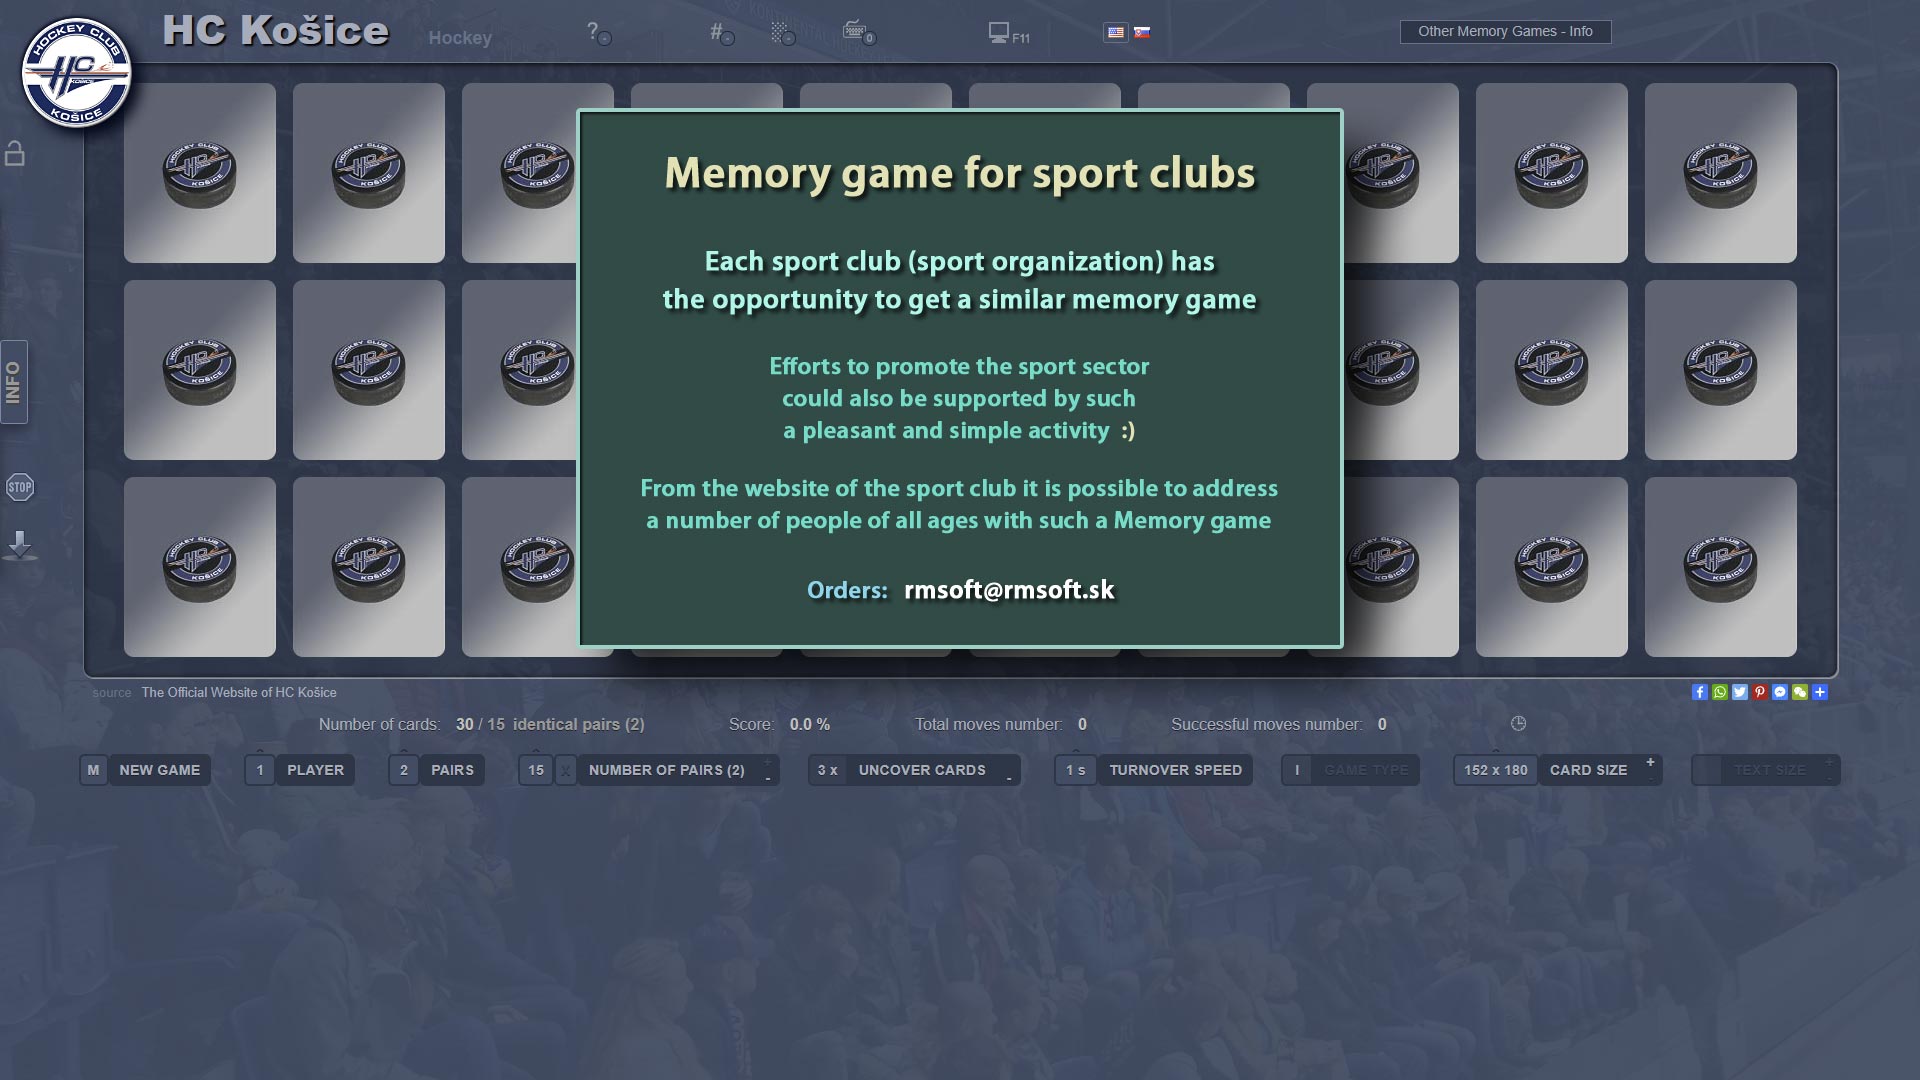 HOCKEY CLUB
HC
KOŠICE
KOŠICE
HC Košice
Hockey
?
#
0
F11
Other Memory Games - Info
Memory game for sport clubs
Each sport club (sport organization) has
the opportunity to get a similar memory game
Efforts to promote the sport sector
could also be supported by such
a pleasant and simple activity :)
From the website of the sport club it is possible to address
a number of people of all ages with such a Memory game
Orders: rmsoft@rmsoft.sk
INFO
STOP
source The Official Website of HC Košice
Number of cards: 30 / 15 identical pairs (2)
Score: 0.0 %
Total moves number: 0
Successful moves number: 0
M NEW GAME
1 PLAYER
2 PAIRS
15 X NUMBER OF PAIRS (2) + -
3 x UNCOVER CARDS -
1 s TURNOVER SPEED
I GAME TYPE
152 x 180 CARD SIZE + -
TEXT SIZE + -